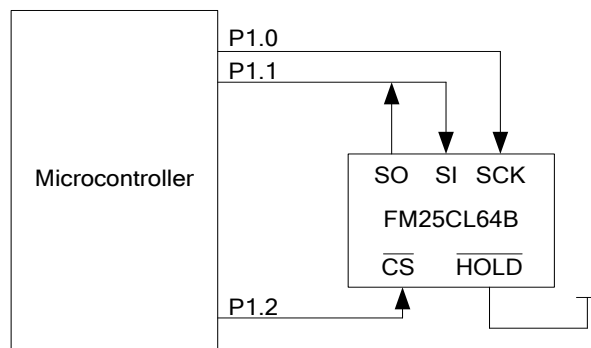 P1.0
P1.1
Microcontroller
SO SI SCK
FM25CL64B
CS HOLD
P1.2